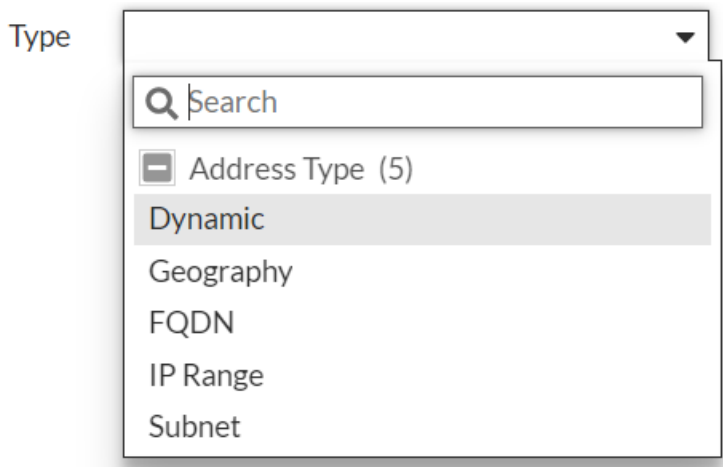 Type
Search
Address Type (5)
Dynamic
Geography
FQDN
IP Range
Subnet